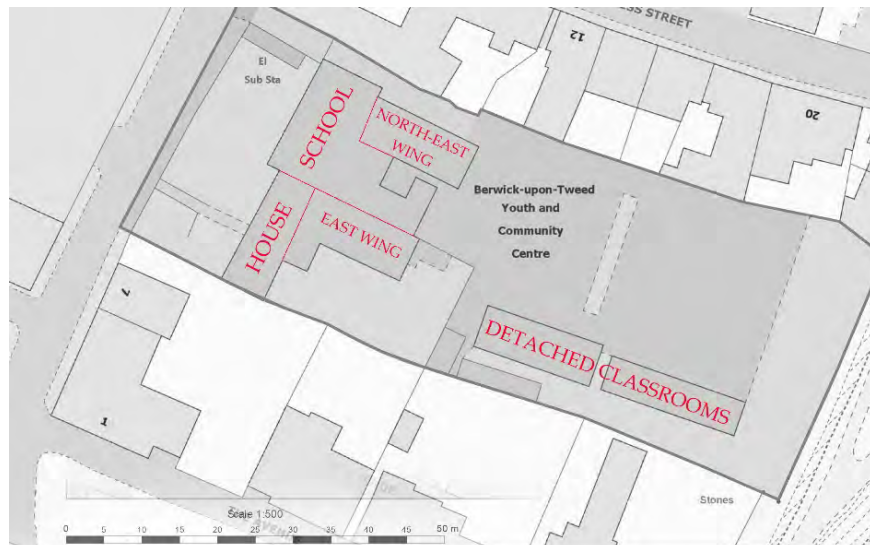 SS STREET
12
El
Sub Sta
SCHOOL
NORTH-EAST
WING
20
Berwick-upon-Tweed
Youth and
Community
Centre
HOUSE
EAST WING
7
DETACHED CLASSROOMS
1
Stones
Scale 1:500
0 5 10 15 20 25 30 35 40 45 50 m